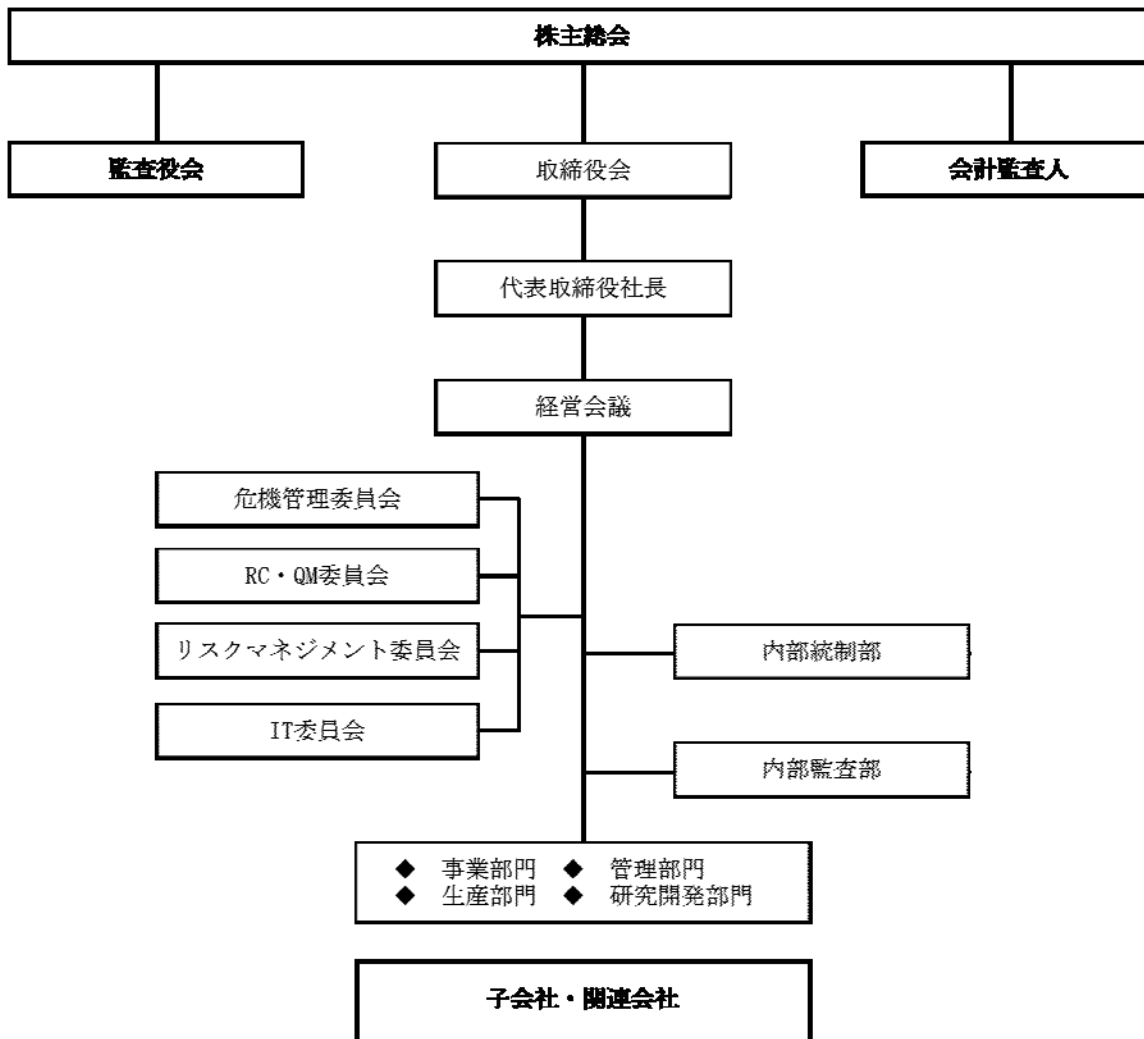 株主総会
監査役会
取締役会
会計監査人
代表取締役社長
経営会議
危機管理委員会
RC・QM委員会
リスクマネジメント委員会
IT委員会
内部統制部
内部監査部
◆ 事業部門 ◆ 管理部門
◆ 生産部門 ◆ 研究開発部門
子会社・関連会社